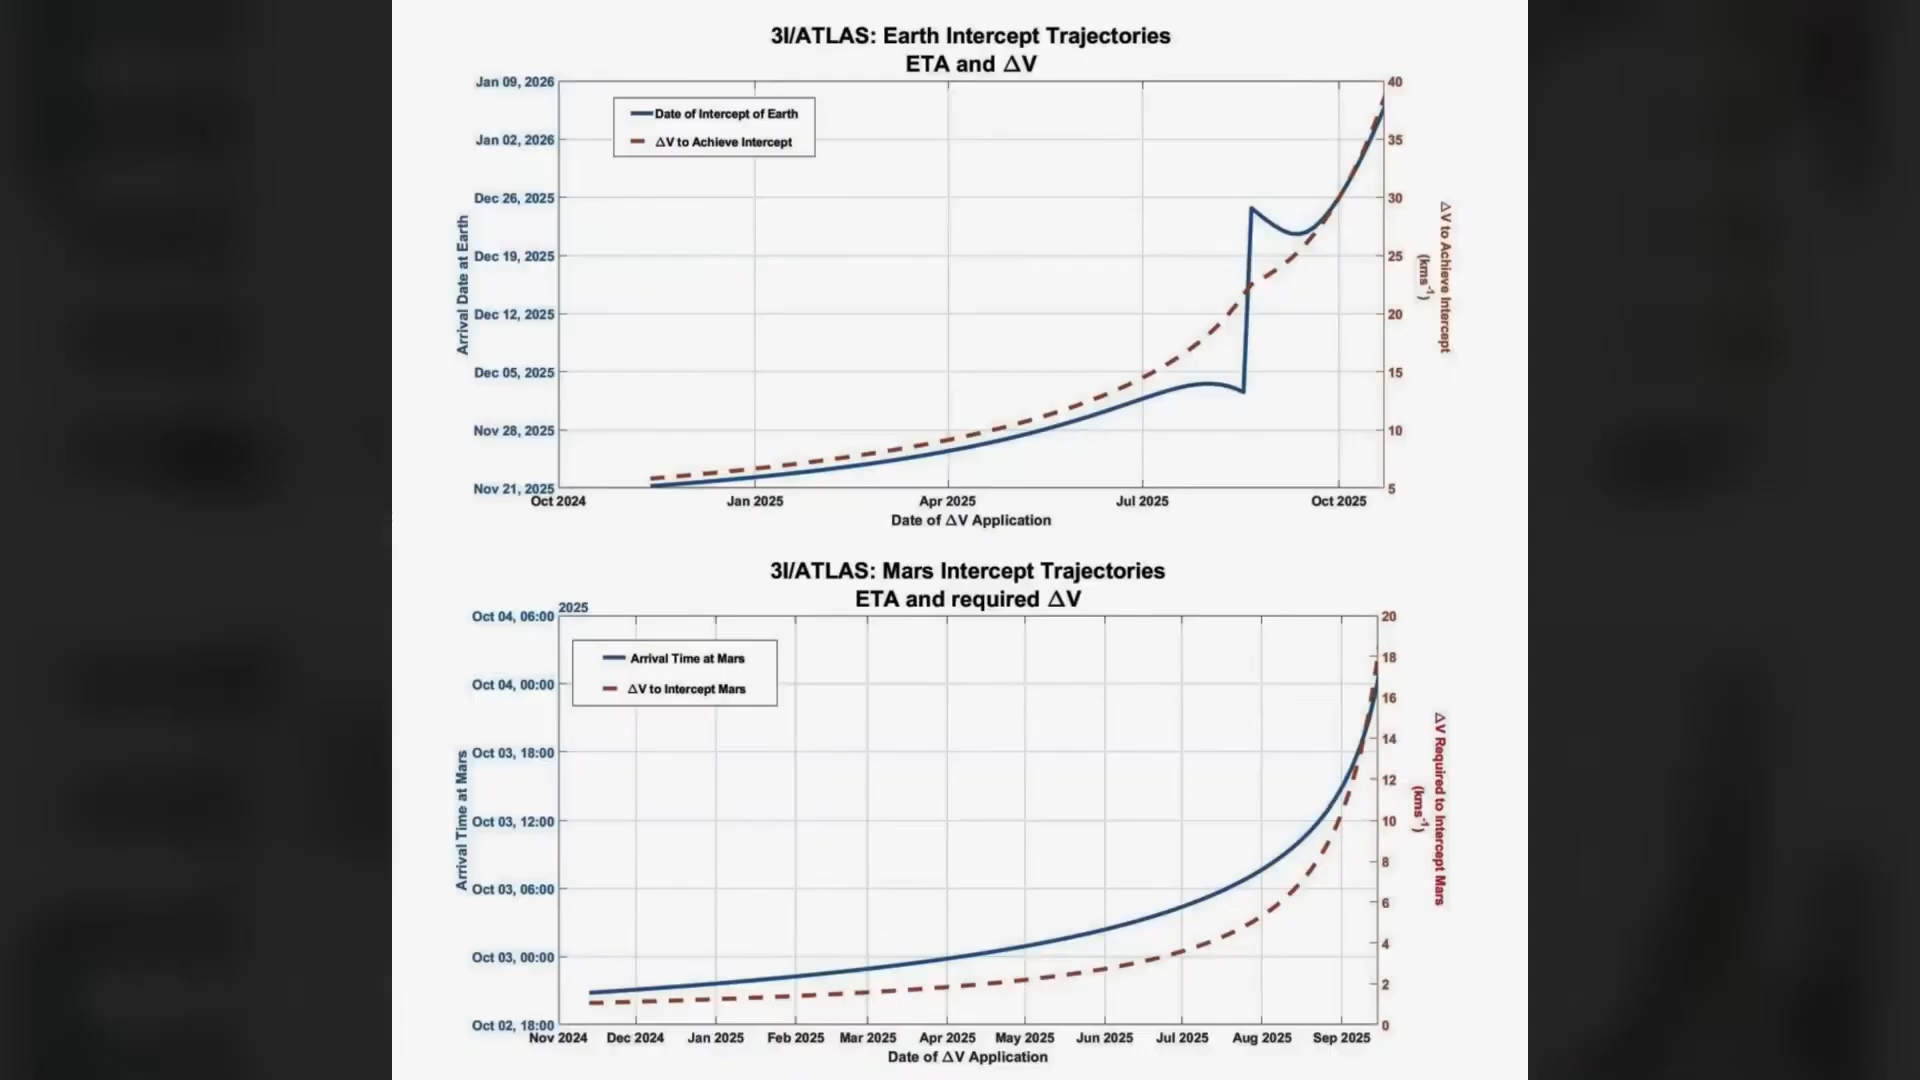 3I/ATLAS: Earth Intercept Trajectories
ETA and ΔV
Jan 09, 2026
Jan 02, 2026
Dec 26, 2025
Dec 19, 2025
Dec 12, 2025
Dec 05, 2025
Nov 28, 2025
Nov 21, 2025
Arrival Date at Earth
Date of Intercept of Earth
ΔV to Achieve Intercept
40
35
30
25
20
15
10
5
ΔV to Achieve Intercept
(kms⁻¹)
Oct 2024 Jan 2025 Apr 2025 Jul 2025 Oct 2025
Date of ΔV Application
3I/ATLAS: Mars Intercept Trajectories
ETA and required ΔV
2025
Oct 04, 06:00
Oct 04, 00:00
Oct 03, 18:00
Oct 03, 12:00
Oct 03, 06:00
Oct 03, 00:00
Oct 02, 18:00
Arrival Time at Mars
Arrival Time at Mars
ΔV to Intercept Mars
20
18
16
14
12
10
8
6
4
2
0
ΔV Required to Intercept Mars
(kms⁻¹)
Nov 2024 Dec 2024 Jan 2025 Feb 2025 Mar 2025 Apr 2025 May 2025 Jun 2025 Jul 2025 Aug 2025 Sep 2025
Date of ΔV Application